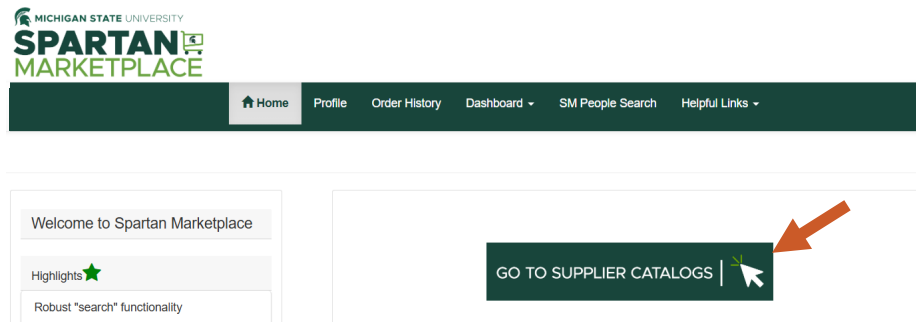 MICHIGAN STATE UNIVERSITY
SPARTAN
MARKETPLACE
Home Profile Order History Dashboard SM People Search Helpful Links
Welcome to Spartan Marketplace
GO TO SUPPLIER CATALOGS
Highlights
Robust "search" functionality